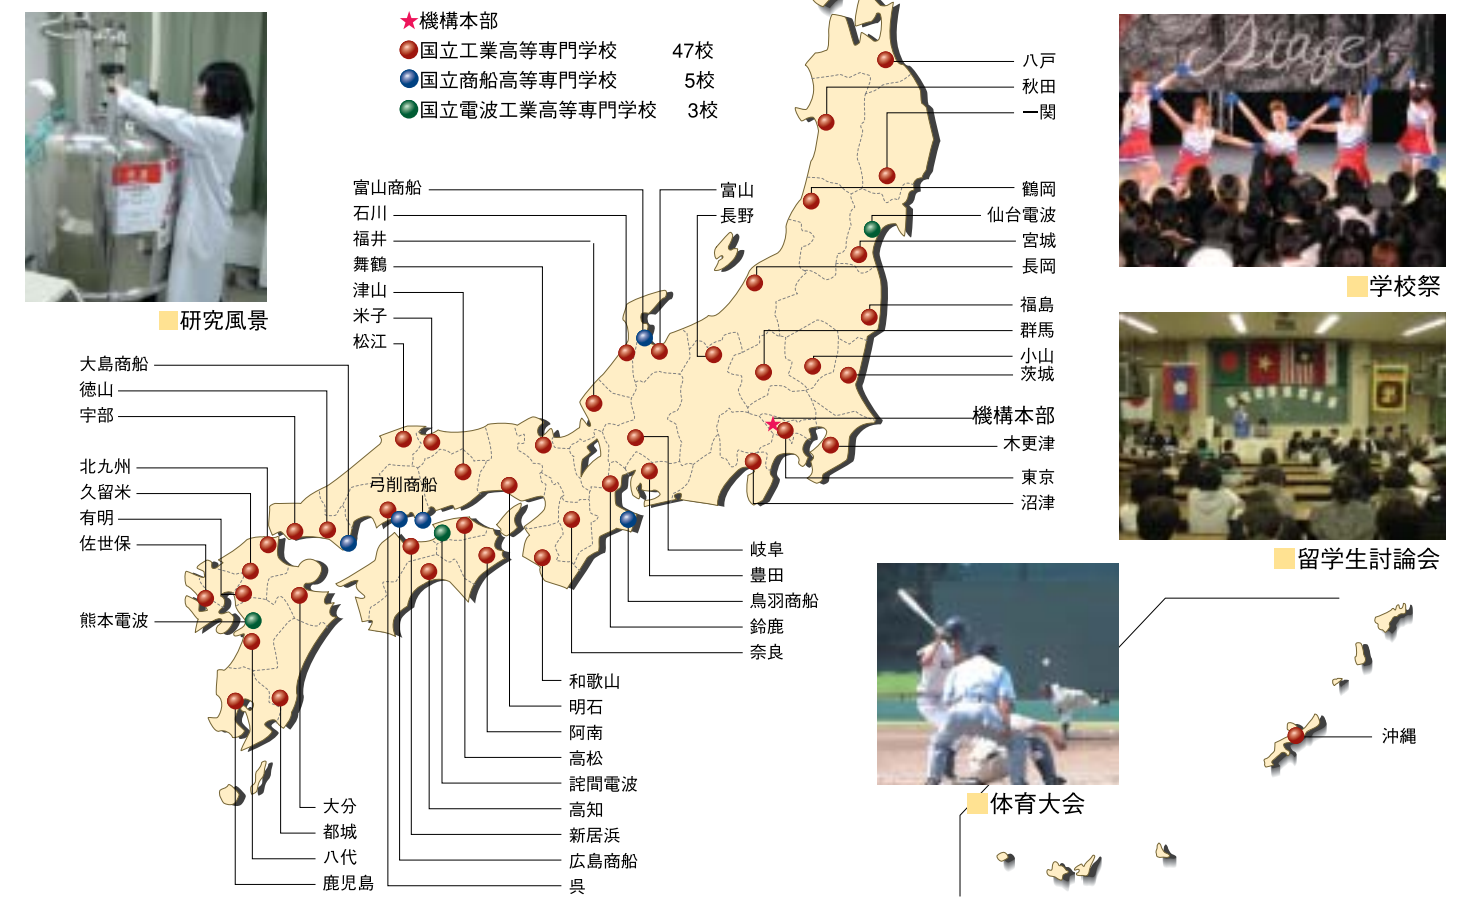 ★機構本部
国立工業高等専門学校 47校
国立商船高等専門学校 5校
国立電波工業高等専門学校 3校
Stage
八戸
秋田
一関
鶴岡
仙台電波
宮城
長岡
福島
群馬
小山
茨城
機構本部
木更津
東京
沼津
富山商船
石川
福井
舞鶴
津山
米子
松江
富山
長野
研究風景
学校祭
大島商船
徳山
宇部
北九州
久留米
有明
佐世保
熊本電波
弓削商船
岐阜
豊田
鳥羽商船
鈴鹿
奈良
和歌山
明石
阿南
高松
詫間電波
高知
新居浜
広島商船
呉
大分
都城
八代
鹿児島
留学生討論会
体育大会
沖縄